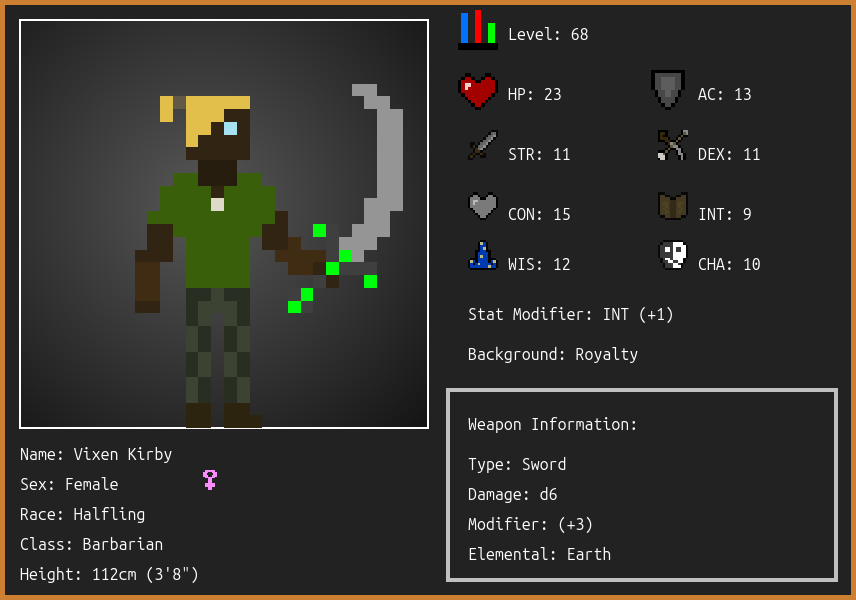 Level: 68
HP: 23
AC: 13
STR: 11
DEX: 11
CON: 15
INT: 9
WIS: 12
CHA: 10
Stat Modifier: INT (+1)
Background: Royalty
Weapon Information:
Type: Sword
Damage: d6
Modifier: (+3)
Elemental: Earth
Name: Vixen Kirby
Sex: Female
Race: Halfling
Class: Barbarian
Height: 112cm (3'8")